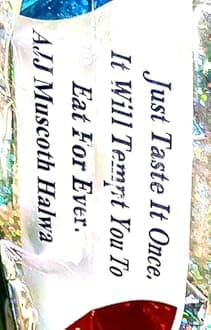 Just Taste It Once.
It Will Tempt You To
Eat For Ever.
AJJ Muscoth Halwa